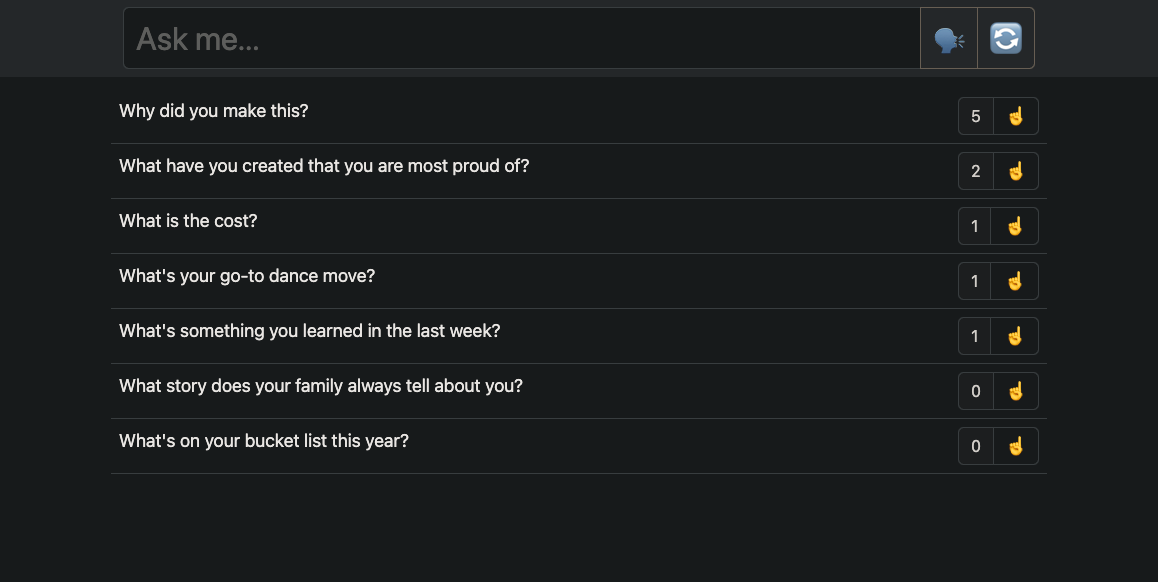 Ask me...
Why did you make this?
5
What have you created that you are most proud of?
2
What is the cost?
1
What's your go-to dance move?
1
What's something you learned in the last week?
1
What story does your family always tell about you?
0
What's on your bucket list this year?
0